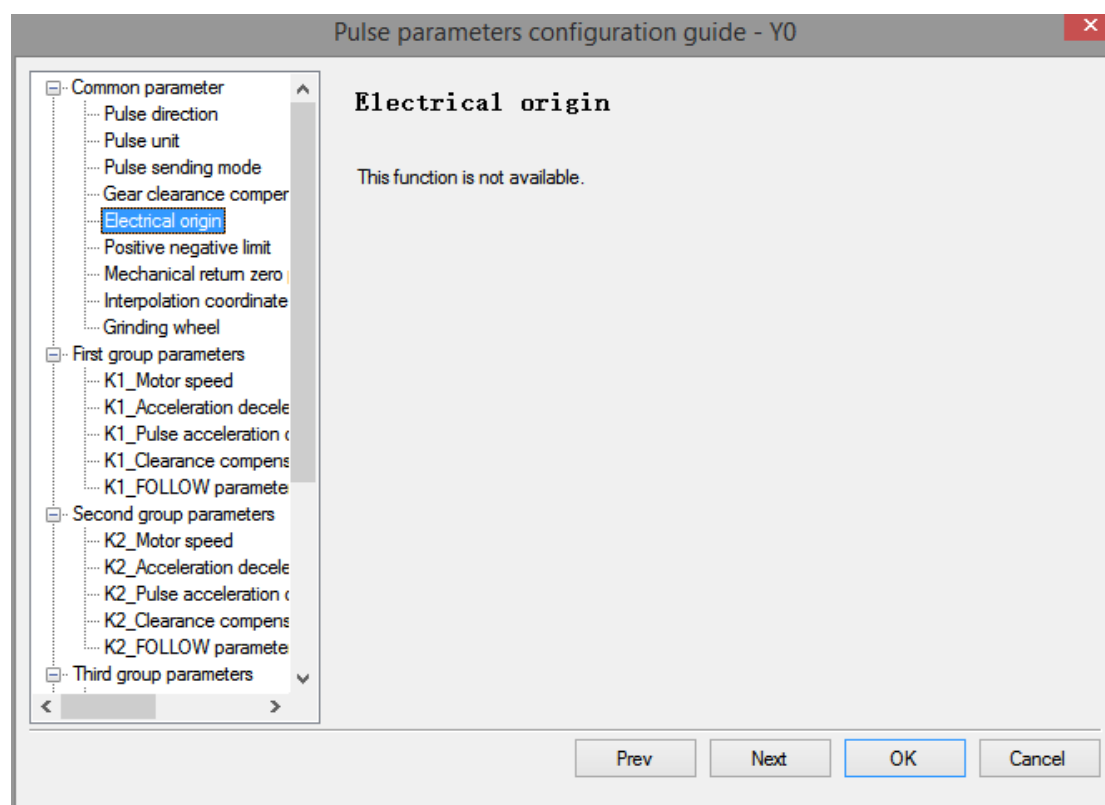 Pulse parameters configuration guide - Y0
Common parameter
Pulse direction
Pulse unit
Pulse sending mode
Gear clearance comper
Electrical origin
Positive negative limit
Mechanical return zero
Interpolation coordinate
Grinding wheel
First group parameters
K1_Motor speed
K1_Acceleration decele
K1_Pulse acceleration
K1_Clearance compens
K1_FOLLOW paramete
Second group parameters
K2_Motor speed
K2_Acceleration decele
K2_Pulse acceleration
K2_Clearance compens
K2_FOLLOW paramete
Third group parameters
Electrical origin
This function is not available.
Prev
Next
OK
Cancel